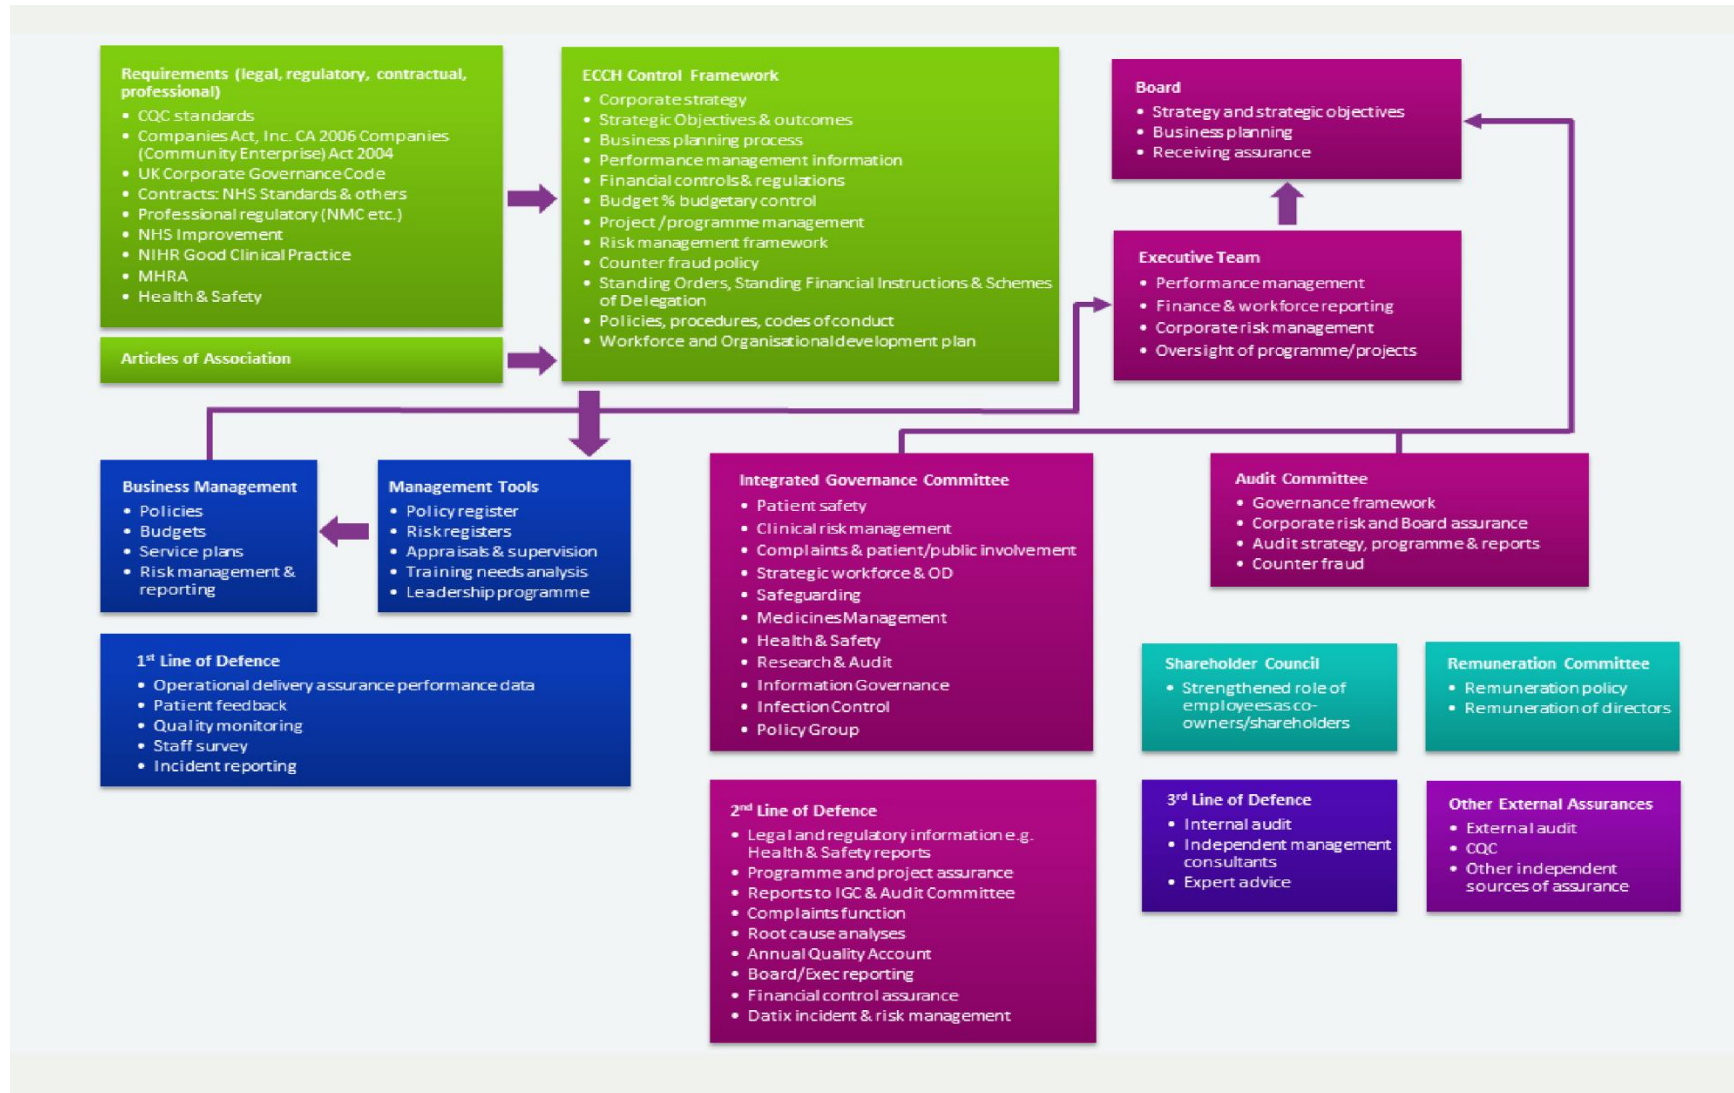 Requirements (legal, regulatory, contractual,
professional)
• CQC standards
• Companies Act, Inc. CA 2006 Companies
(Community Enterprise) Act 2004
• UK Corporate Governance Code
• Contracts: NHS Standards & others
• Professional regulatory (NMC etc.)
• NHS Improvement
• NIHR Good Clinical Practice
• MHRA
• Health & Safety
Articles of Association
ECCH Control Framework
• Corporate strategy
• Strategic Objectives & outcomes
• Business planning process
• Performance management information
• Financial controls & regulations
• Budget % budgetary control
• Project /programme management
• Risk management framework
• Counter fraud policy
• Standing Orders, Standing Financial Instructions & Schemes
of Delegation
• Policies, procedures, codes of conduct
• Workforce and Organisational development plan
Board
• Strategy and strategic objectives
• Business planning
• Receiving assurance
Executive Team
• Performance management
• Finance & workforce reporting
• Corporate risk management
• Oversight of programme/projects
Business Management
• Policies
• Budgets
• Service plans
• Risk management &
reporting
Management Tools
• Policy register
• Risk registers
• Appraisals & supervision
• Training needs analysis
• Leadership programme
1st Line of Defence
• Operational delivery assurance performance data
• Patient feedback
• Quality monitoring
• Staff survey
• Incident reporting
Integrated Governance Committee
• Patient safety
• Clinical risk management
• Complaints & patient/public involvement
• Strategic workforce & OD
• Safeguarding
• Medicines Management
• Health & Safety
• Research & Audit
• Information Governance
• Infection Control
• Policy Group
Audit Committee
• Governance framework
• Corporate risk and Board assurance
• Audit strategy, programme & reports
• Counter fraud
2nd Line of Defence
• Legal and regulatory information e.g.
Health & Safety reports
• Programme and project assurance
• Reports to IGC & Audit Committee
• Complaints function
• Root cause analyses
• Annual Quality Account
• Board/Exec reporting
• Financial control assurance
• Datix incident & risk management
Shareholder Council
• Strengthened role of
employees as co-
owners/shareholders
Remuneration Committee
• Remuneration policy
• Remuneration of directors
3rd Line of Defence
• Internal audit
• Independent management
consultants
• Expert advice
Other External Assurances
• External audit
• CQC
• Other independent
sources of assurance